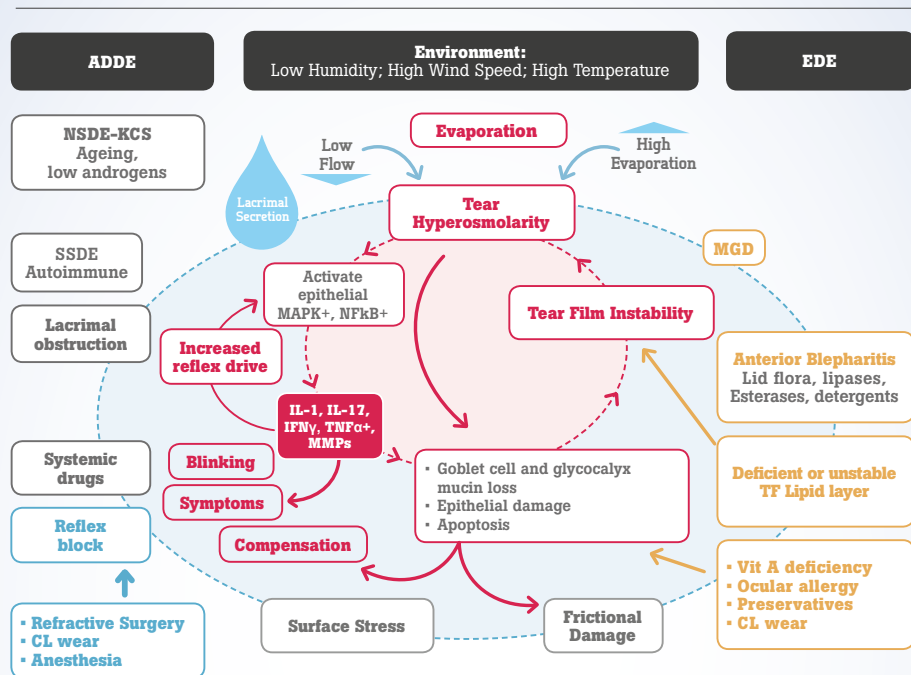 ADDE
Environment:
Low Humidity; High Wind Speed; High Temperature
EDE
NSDE-KCS
Ageing,
low androgens
Lacrimal
Secretion
Low
Flow
Evaporation
High
Evaporation
Tear
Hyperosmolarity
SSDE
Autoimmune
MGD
Activate
epithelial
MAPK+, NFkB+
Tear Film Instability
Lacrimal
obstruction
Increased
reflex drive
Anterior Blepharitis
Lid flora, lipases,
Esterases, detergents
IL-1, IL-17,
IFNγ, TNFα+,
MMPs
Systemic
drugs
Blinking
Symptoms
Compensation
▪ Goblet cell and glycocalyx
mucin loss
▪ Epithelial damage
▪ Apoptosis
Deficient or unstable
TF Lipid layer
Reflex
block
▪ Vit A deficiency
▪ Ocular allergy
▪ Preservatives
▪ CL wear
▪ Refractive Surgery
▪ CL wear
▪ Anesthesia
Surface Stress
Frictional
Damage